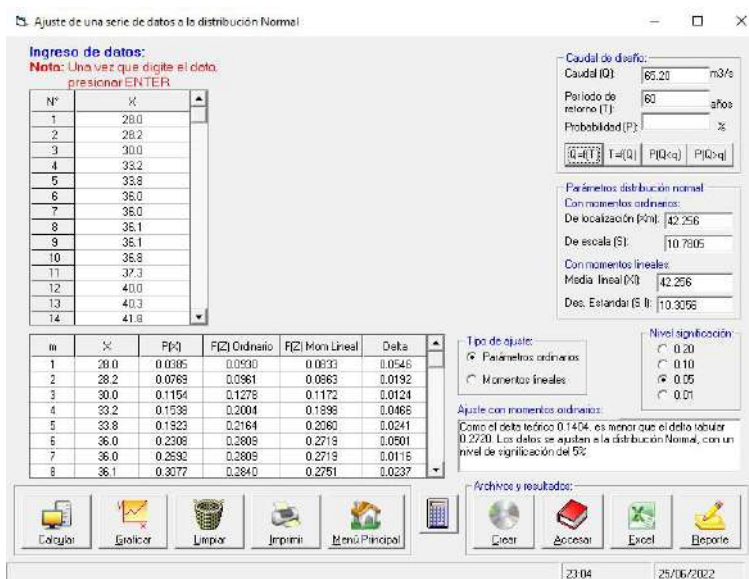 Ajuste de una serie de datos a la distribución Normal
Ingreso de datos:
Nota: Una vez que digite el dato,
presionar ENTER
N° X
1 28.0
2 28.2
3 30.0
4 33.2
5 33.8
6 36.0
7 36.0
8 36.1
9 36.1
10 36.8
11 37.3
12 40.0
13 40.3
14 41.8
Caudal de diseño:
Caudal (Q): 65.20 m3/s
Periodo de
retorno (T): 60 años
Probabilidad (P): %
Q=f(T) T=f(Q) P(Q<q) P(Q>q)
Parámetros distribución normal
Con momentos ordinarios:
De localización (Xm): 42.256
De escala (S): 10.7805
Con momentos lineales:
Media lineal (Xl): 42.256
Des. Estandar (S l): 10.3056
m X P(X) F(Z) Ordinario F(Z) Mom Lineal Delta
1 28.0 0.0385 0.0930 0.0833 0.0546
2 28.2 0.0769 0.0961 0.0863 0.0192
3 30.0 0.1154 0.1278 0.1172 0.0124
4 33.2 0.1538 0.2004 0.1898 0.0466
5 33.8 0.1923 0.2164 0.2060 0.0241
6 36.0 0.2308 0.2809 0.2719 0.0501
7 36.0 0.2692 0.2809 0.2719 0.0116
8 36.1 0.3077 0.2840 0.2751 0.0237
Tipo de ajuste:
Parámetros ordinarios
Momentos lineales
Nivel significación:
0.20
0.10
0.05
0.01
Ajuste con momentos ordinarios:
Como el delta teórico 0.1404, es menor que el delta tabular
0.2720. Los datos se ajustan a la distribución Normal, con un
nivel de significación del 5%
Archivos y resultados:
Calcular Graficar Limpiar Imprimir Menú Principal Crear Accesar Excel Reporte
23:04 25/06/2022